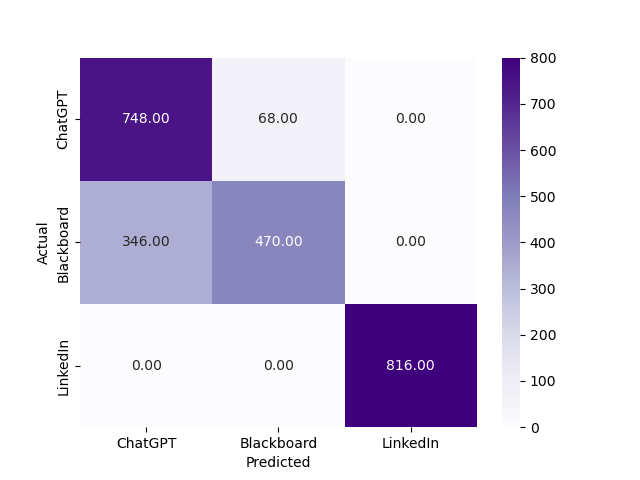 ChatGPT 748.00 68.00 0.00
Blackboard 346.00 470.00 0.00
LinkedIn 0.00 0.00 816.00
Actual
ChatGPT Blackboard LinkedIn
Predicted
800
700
600
500
400
300
200
100
0